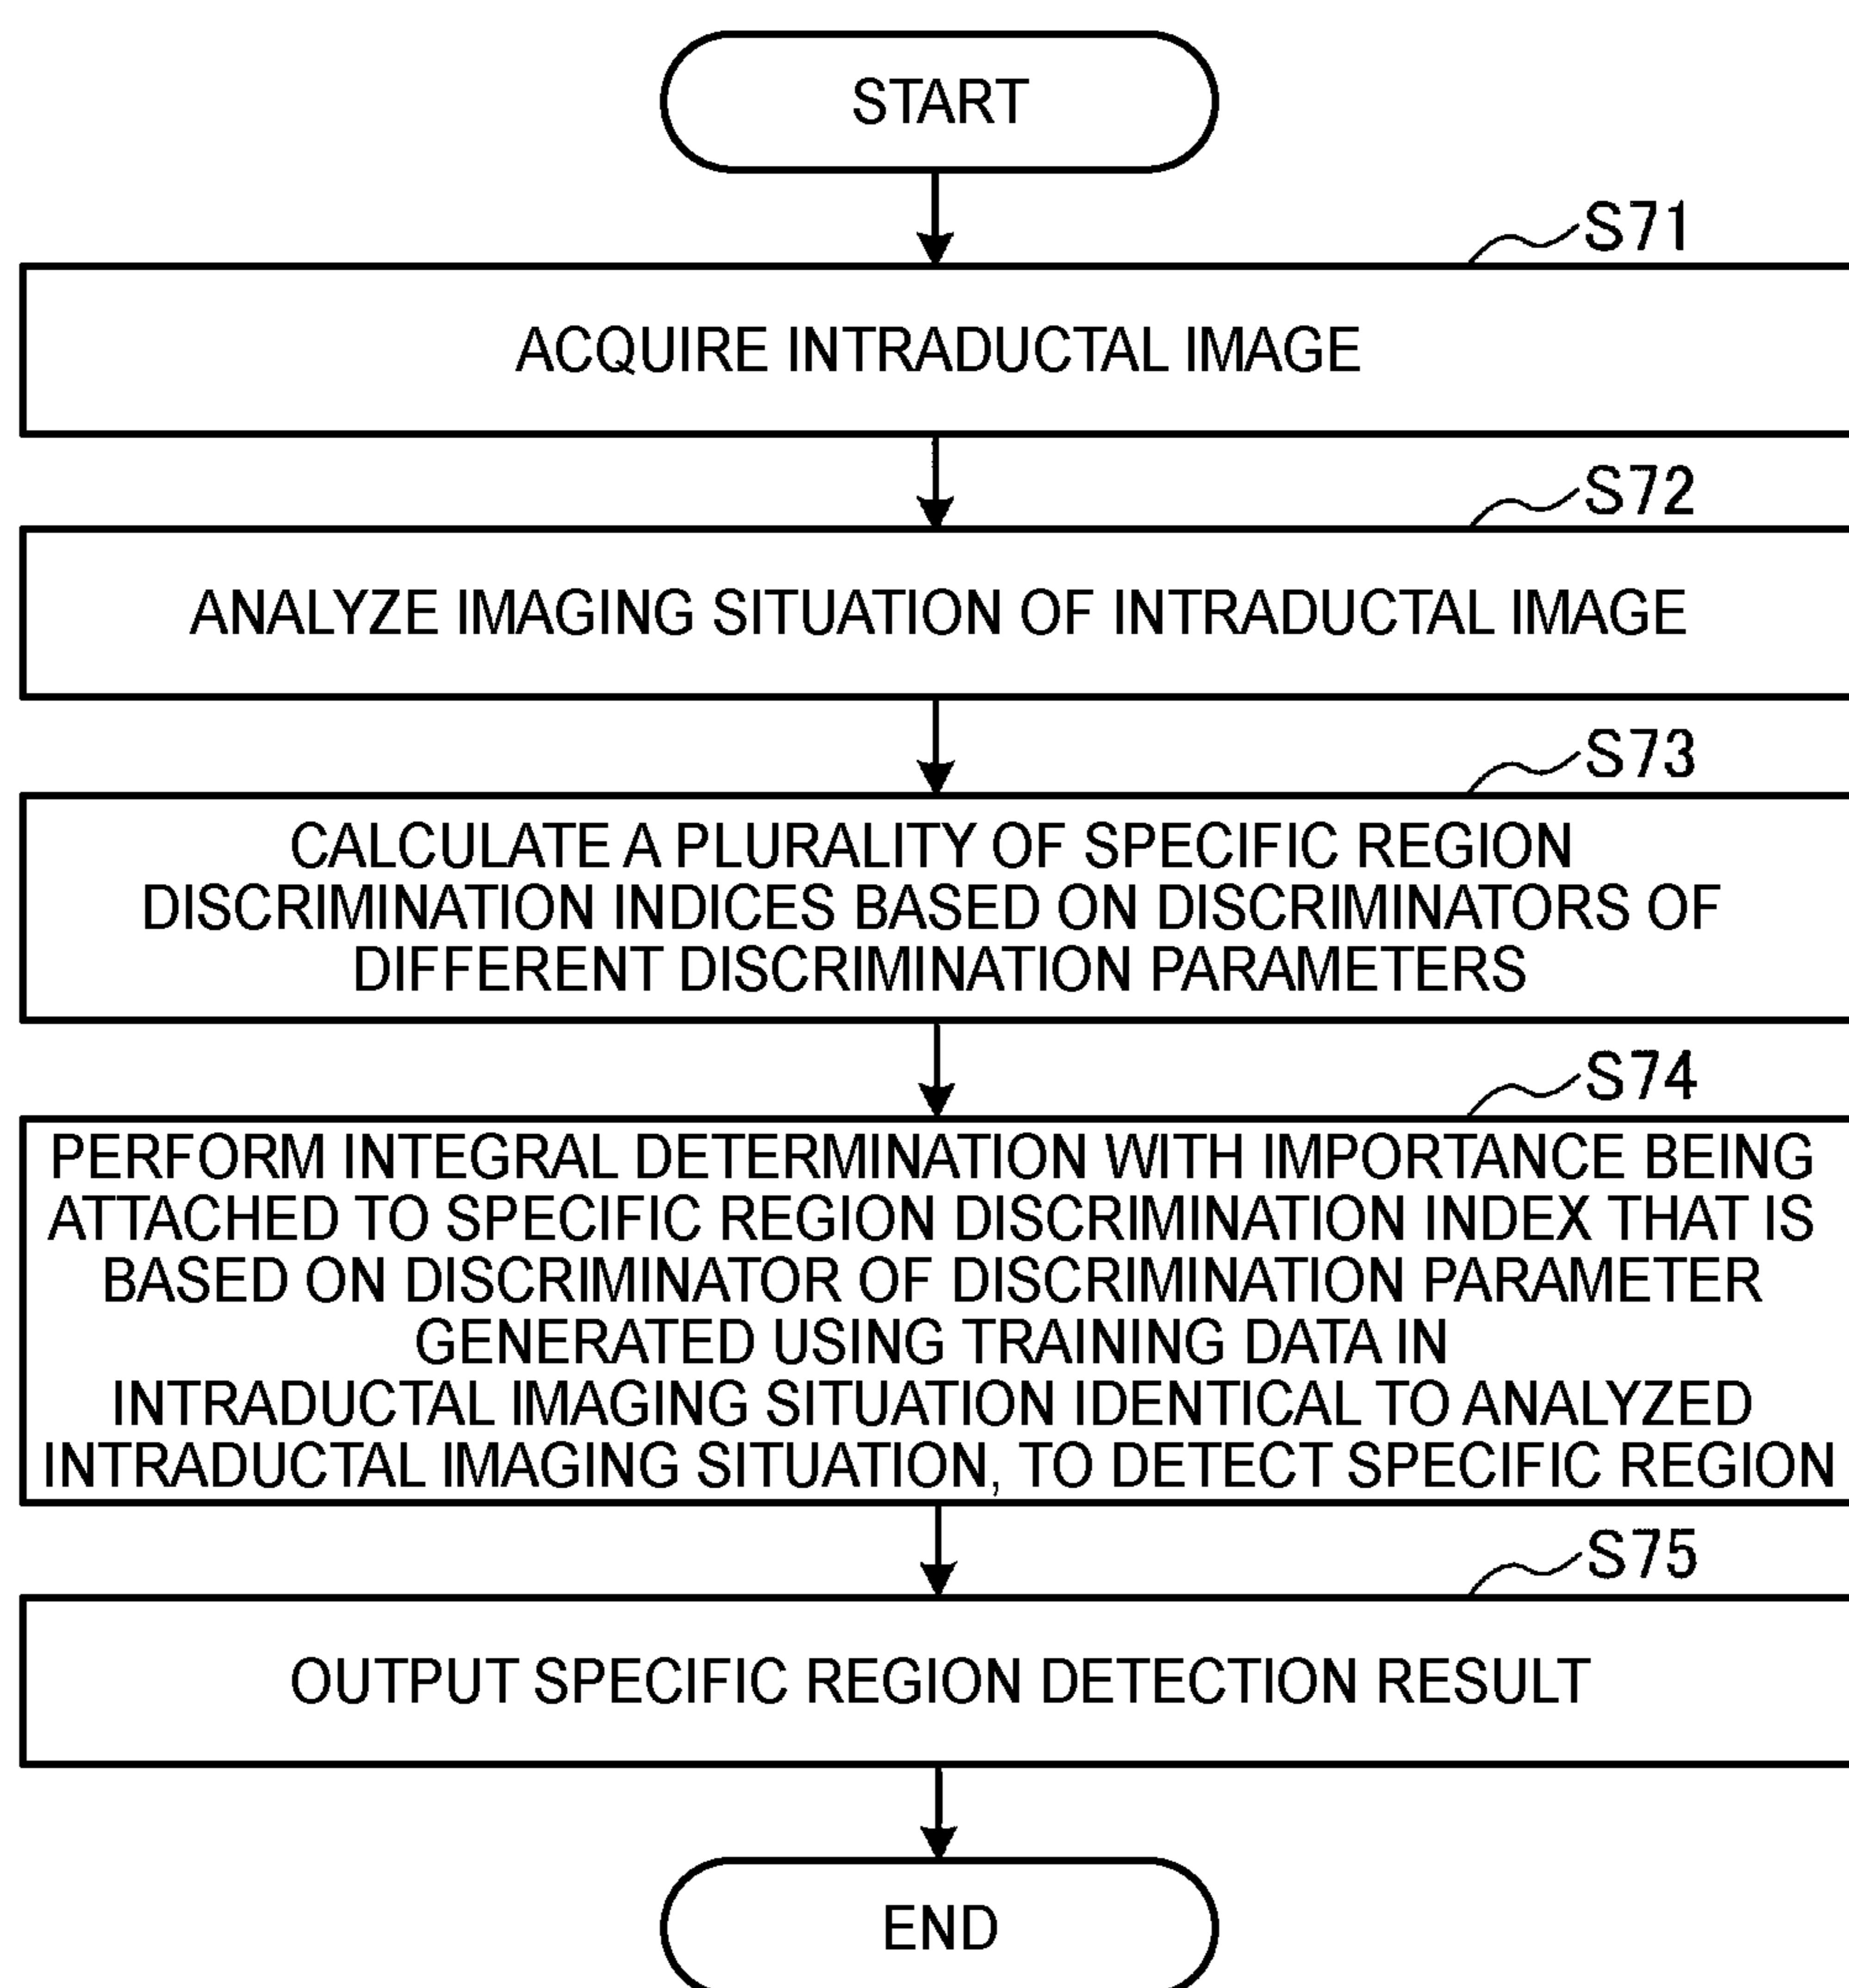 START
S71
ACQUIRE INTRADUCTAL IMAGE
S72
ANALYZE IMAGING SITUATION OF INTRADUCTAL IMAGE
S73
CALCULATE A PLURALITY OF SPECIFIC REGION
DISCRIMINATION INDICES BASED ON DISCRIMINATORS OF
DIFFERENT DISCRIMINATION PARAMETERS
S74
PERFORM INTEGRAL DETERMINATION WITH IMPORTANCE BEING
ATTACHED TO SPECIFIC REGION DISCRIMINATION INDEX THAT IS
BASED ON DISCRIMINATOR OF DISCRIMINATION PARAMETER
GENERATED USING TRAINING DATA IN
INTRADUCTAL IMAGING SITUATION IDENTICAL TO ANALYZED
INTRADUCTAL IMAGING SITUATION, TO DETECT SPECIFIC REGION
S75
OUTPUT SPECIFIC REGION DETECTION RESULT
END